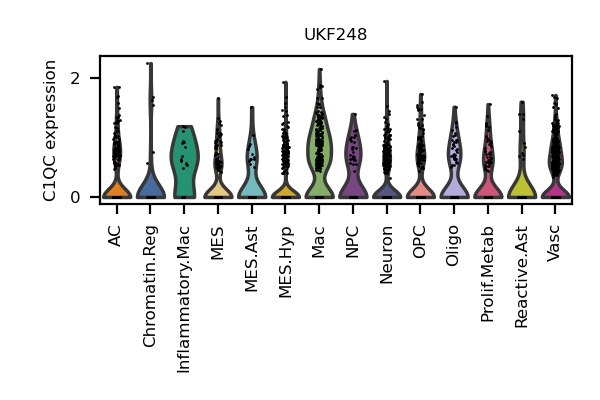 UKF248
C1QC expression
2
0
AC
Chromatin.Reg
Inflammatory.Mac
MES
MES.Ast
MES.Hyp
Mac
NPC
Neuron
OPC
Oligo
Prolif.Metab
Reactive.Ast
Vasc